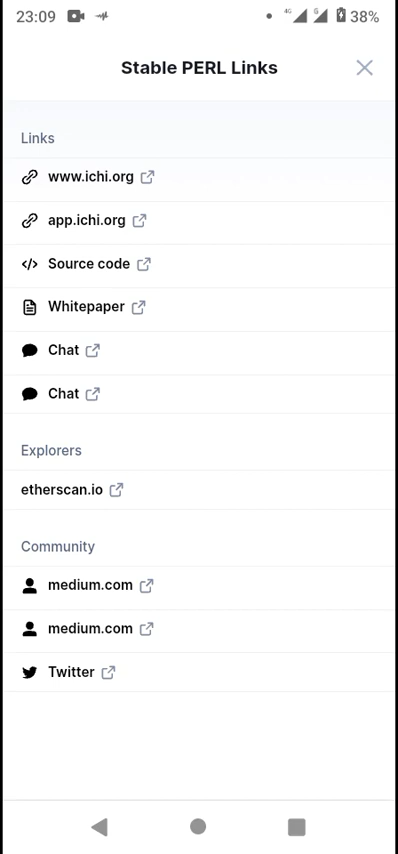 23:09
4G
G
38%
Stable PERL Links
Links
www.ichi.org
app.ichi.org
Source code
Whitepaper
Chat
Chat
Explorers
etherscan.io
Community
medium.com
medium.com
Twitter